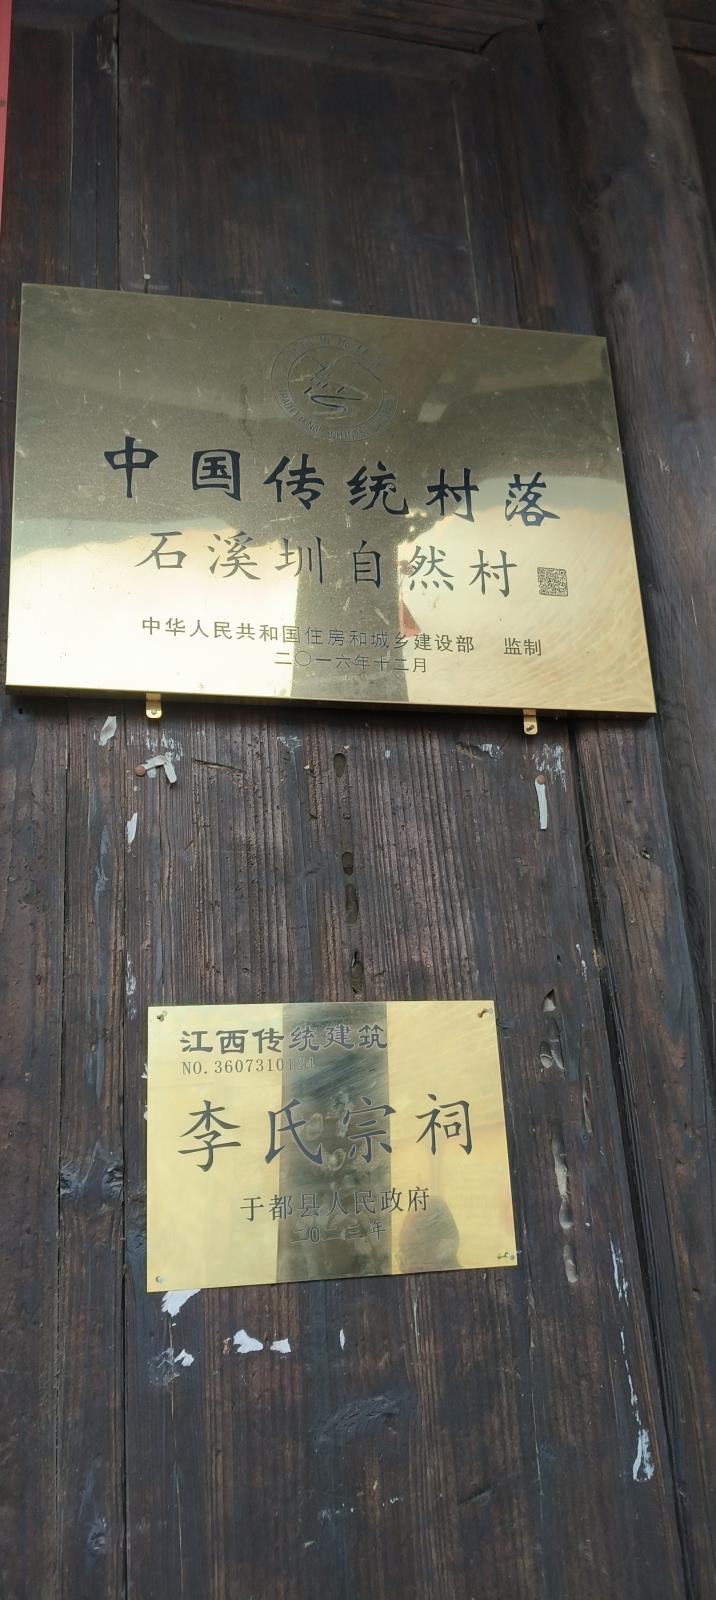 中国传统村落
石溪圳自然村
中华人民共和国住房和城乡建设部 监制
二〇一六年十二月
江西传统建筑
李氏宗祠
于都县人民政府